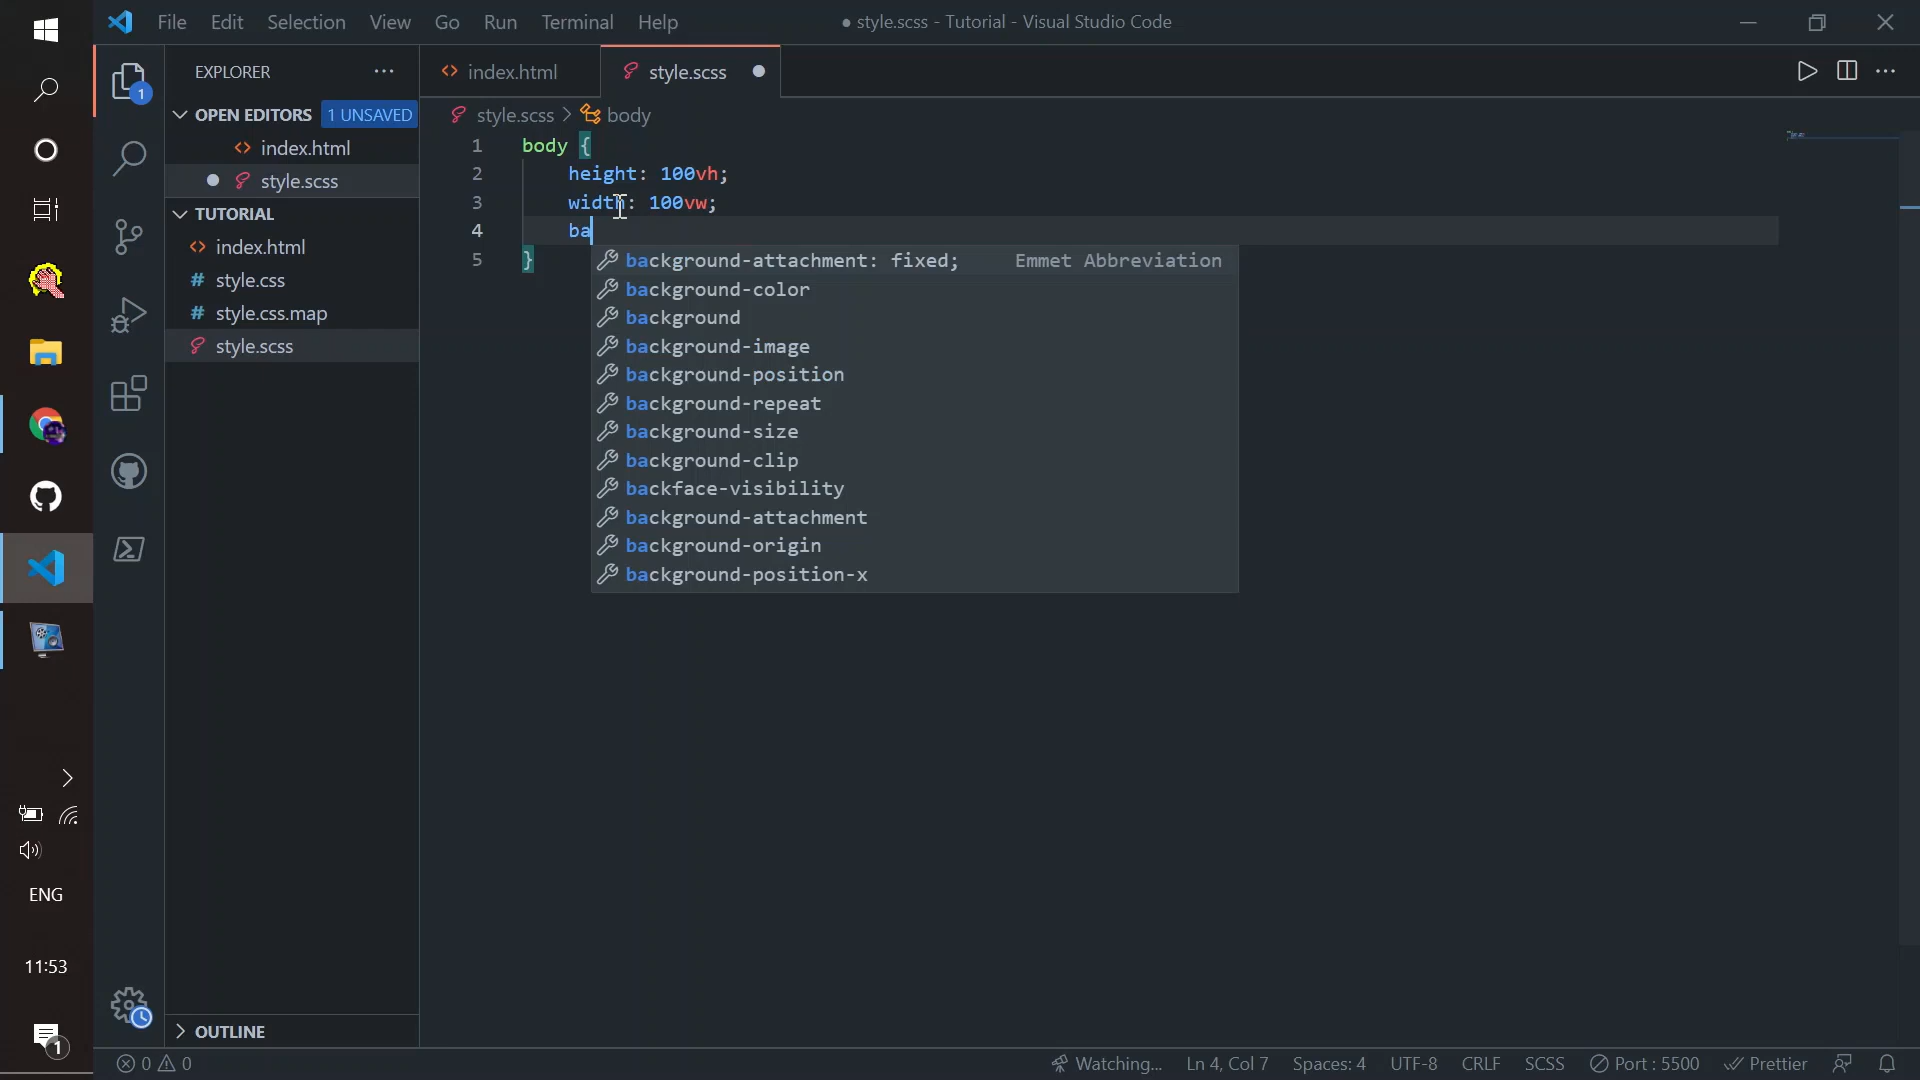 File Edit Selection View Go Run Terminal Help
● style.scss - Tutorial - Visual Studio Code
EXPLORER
1
OPEN EDITORS 1 UNSAVED
index.html
style.scss
TUTORIAL
index.html
style.css
style.css.map
style.scss
OUTLINE
index.html
style.scss
style.scss > body
1 body {
2 height: 100vh;
3 width: 100vw;
4 ba
5 }
background-attachment: fixed; Emmet Abbreviation
background-color
background
background-image
background-position
background-repeat
background-size
background-clip
backface-visibility
background-attachment
background-origin
background-position-x
ENG
11:53
1
0 0
Watching... Ln 4, Col 7 Spaces: 4 UTF-8 CRLF SCSS Port : 5500 Prettier